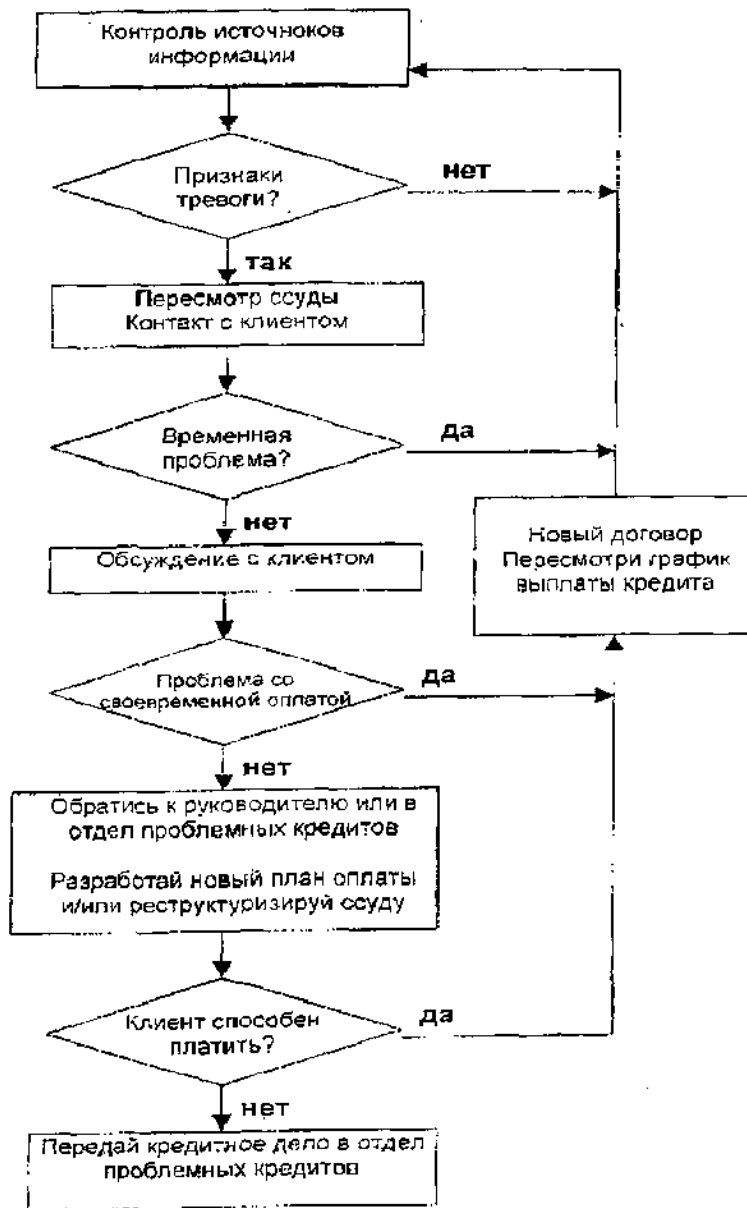 Контроль источноков
информации
Признаки
тревоги?
нет
так
Пересмотр ссуды
Контакт с клиентом
Временная
проблема?
да
нет
Обсуждение с клиентом
Новый договор
Пересмотри график
выплаты кредита
Проблема со
своевременной оплатой
да
нет
Обратись к руководителю или в
отдел проблемных кредитов
Разработай новый план оплаты
и/или реструктуризируй ссуду
Клиент способен
платить?
да
нет
Передай кредитное дело в отдел
проблемных кредитов